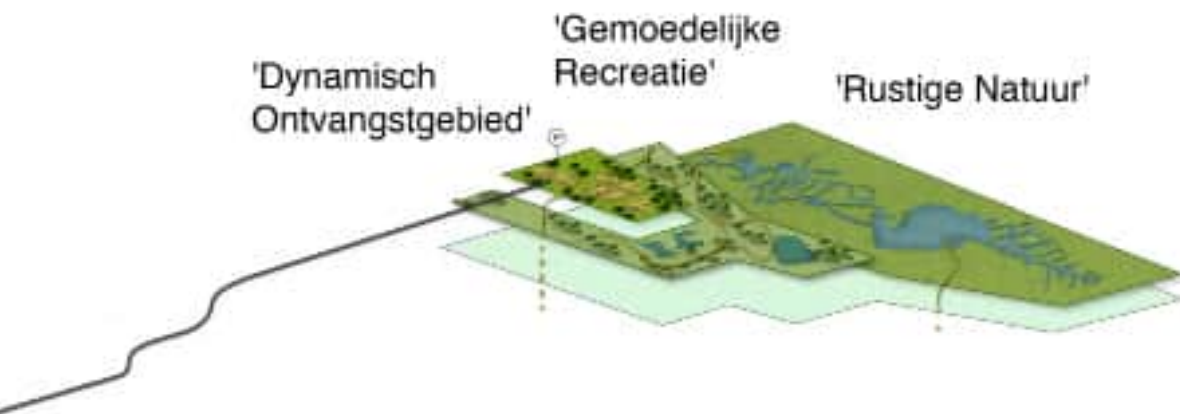 'Dynamisch
Ontvangstgebied'
'Gemoedelijke
Recreatie'
'Rustige Natuur'